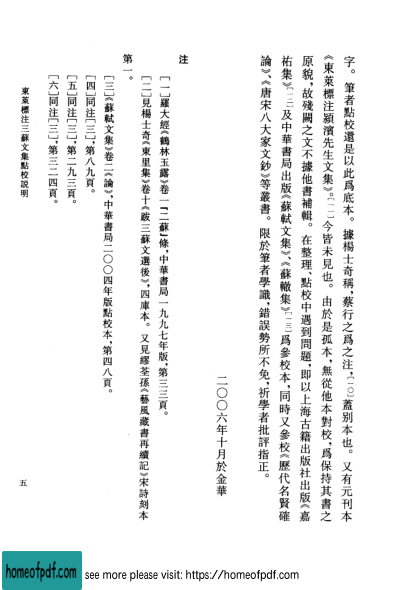 字。筆者點校還是以此爲底本。據楊士奇稱，蔡行之爲之注，[一〇]蓋别本也。又有元刊本
《東萊標注潁濱先生文集》。[一一]今皆未見也。由於是孤本，無從他本對校，爲保持其書之
原貌，故殘闕之文不據他書補輯。在整理、點校中遇到問題，即以上海古籍出版社出版《嘉
祐集》[一二]及中華書局出版《蘇軾文集》、《蘇轍集》[一三]爲參校本，同時又參校《歷代名賢確
論》、《唐宋八大家文鈔》等叢書。限於筆者學識，錯誤勢所不免，祈學者批評指正。
二〇〇六年十月於金華
注
[一]羅大經《鶴林玉露》卷一「二蘇」條，中華書局一九九七年版，第三三頁。
[二]見楊士奇《東里集》卷十《跋三蘇文選後》，四庫本。又見繆荃孫《藝風藏書再續記》宋詩刻本
第一。
[三]《蘇軾文集》卷二《論》，中華書局二〇〇四年版點校本，第四八頁。
[四]同注[三]，第八九頁。
[五]同注[三]，第二九三頁。
[六]同注[三]，第三二四頁。
東萊標注三蘇文集點校説明
五
homeofpdf.com
see more please visit: https://homeofpdf.com